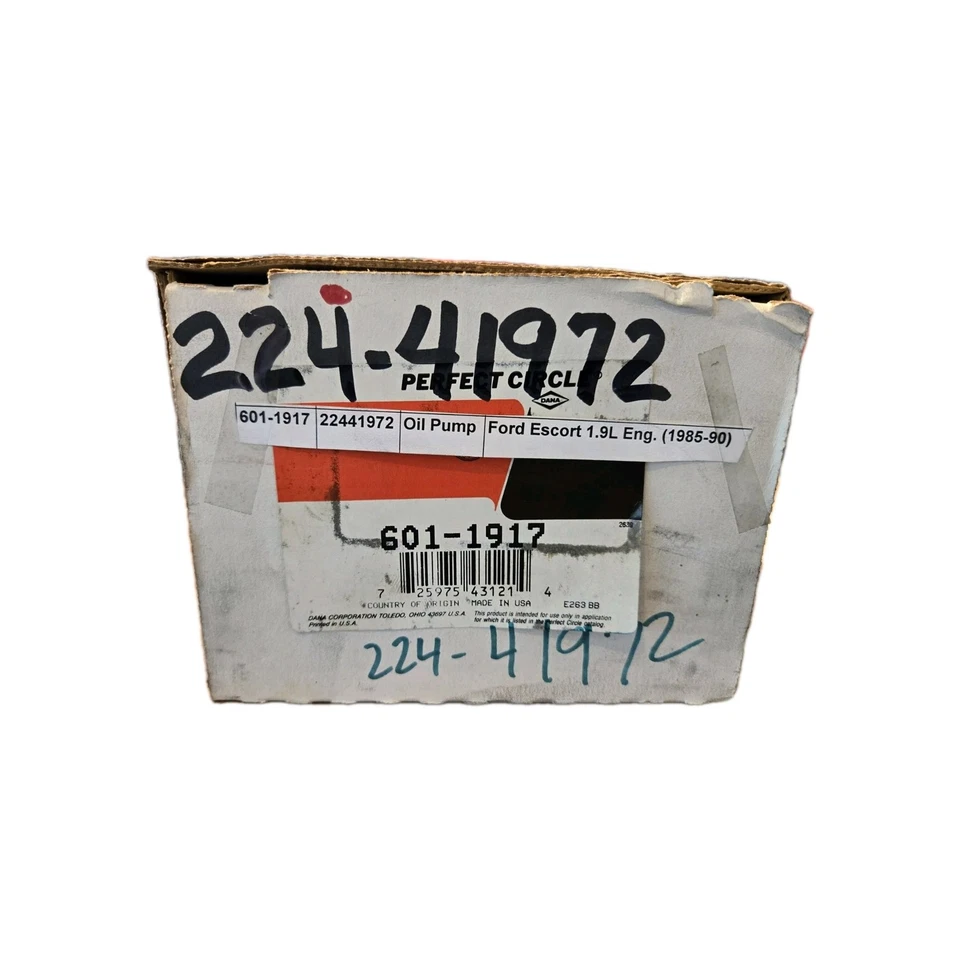 224-41972
PERFECT CIRCLE®
DANA
601-1917 22441972 Oil Pump Ford Escort 1.9L Eng. (1985-90)
2638
601-1917
7 25975 43121 4
COUNTRY OF ORIGIN MADE IN USA E263 BB
DANA CORPORATION TOLEDO, OHIO 43697 U.S.A.
Printed in U.S.A.
This product is intended for use only in application
for which it is listed in the Perfect Circle catalog.
224-41972